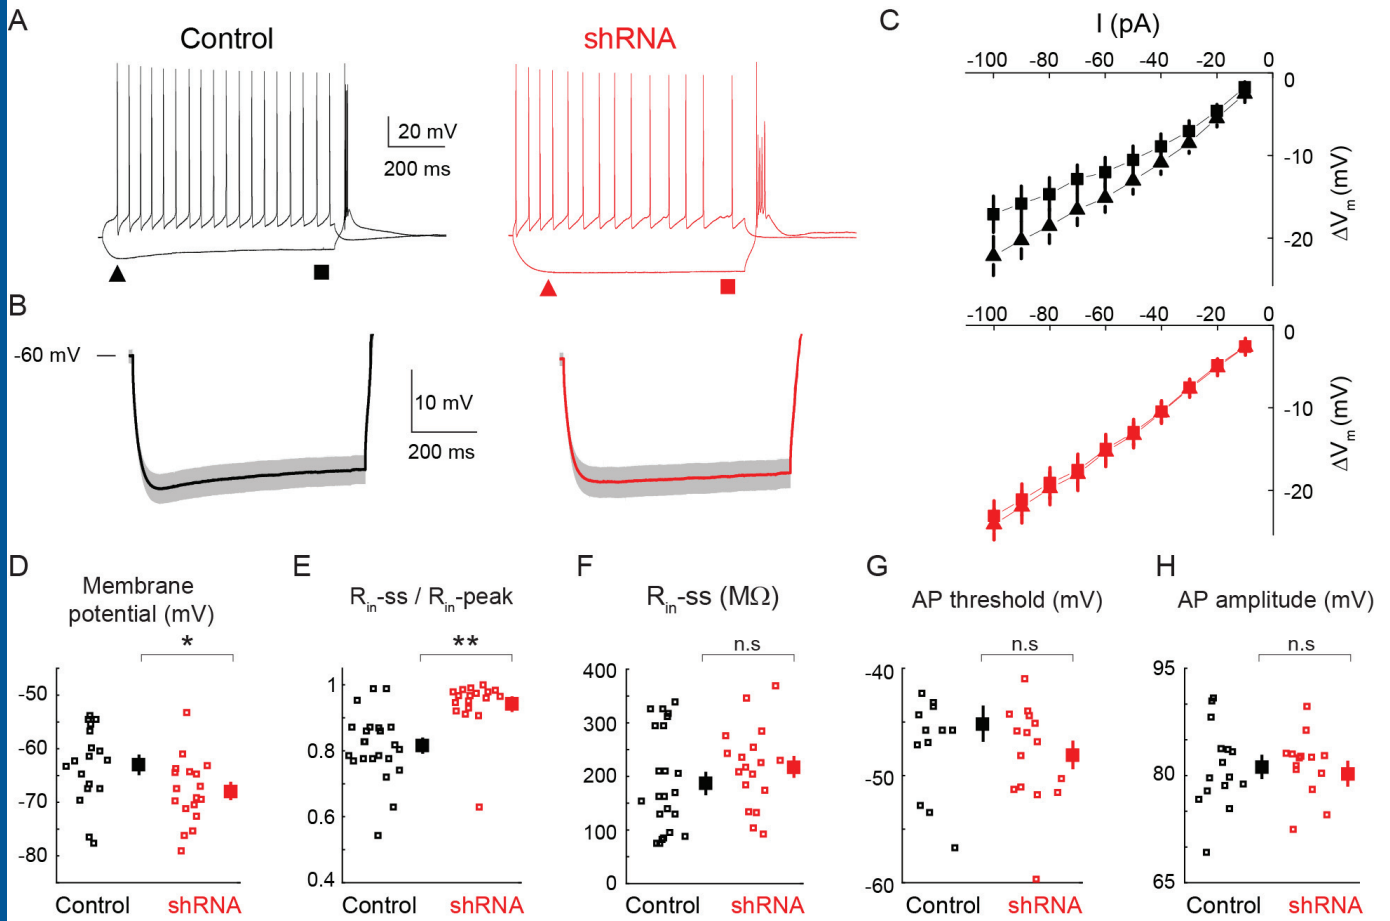 A
Control
shRNA
20 mV
200 ms
B
-60 mV
10 mV
200 ms
C
I (pA)
-100 -80 -60 -40 -20 0
0
-10
-20
ΔVm (mV)
-100 -80 -60 -40 -20 0
0
-10
-20
ΔVm (mV)
D
Membrane
potential (mV)
*
-50
-60
-70
-80
Control shRNA
E
Rin-ss / Rin-peak
**
1
0.8
0.6
0.4
Control shRNA
F
Rin-ss (MΩ)
n.s
400
300
200
100
0
Control shRNA
G
AP threshold (mV)
n.s
-40
-50
-60
Control shRNA
H
AP amplitude (mV)
n.s
95
80
65
Control shRNA